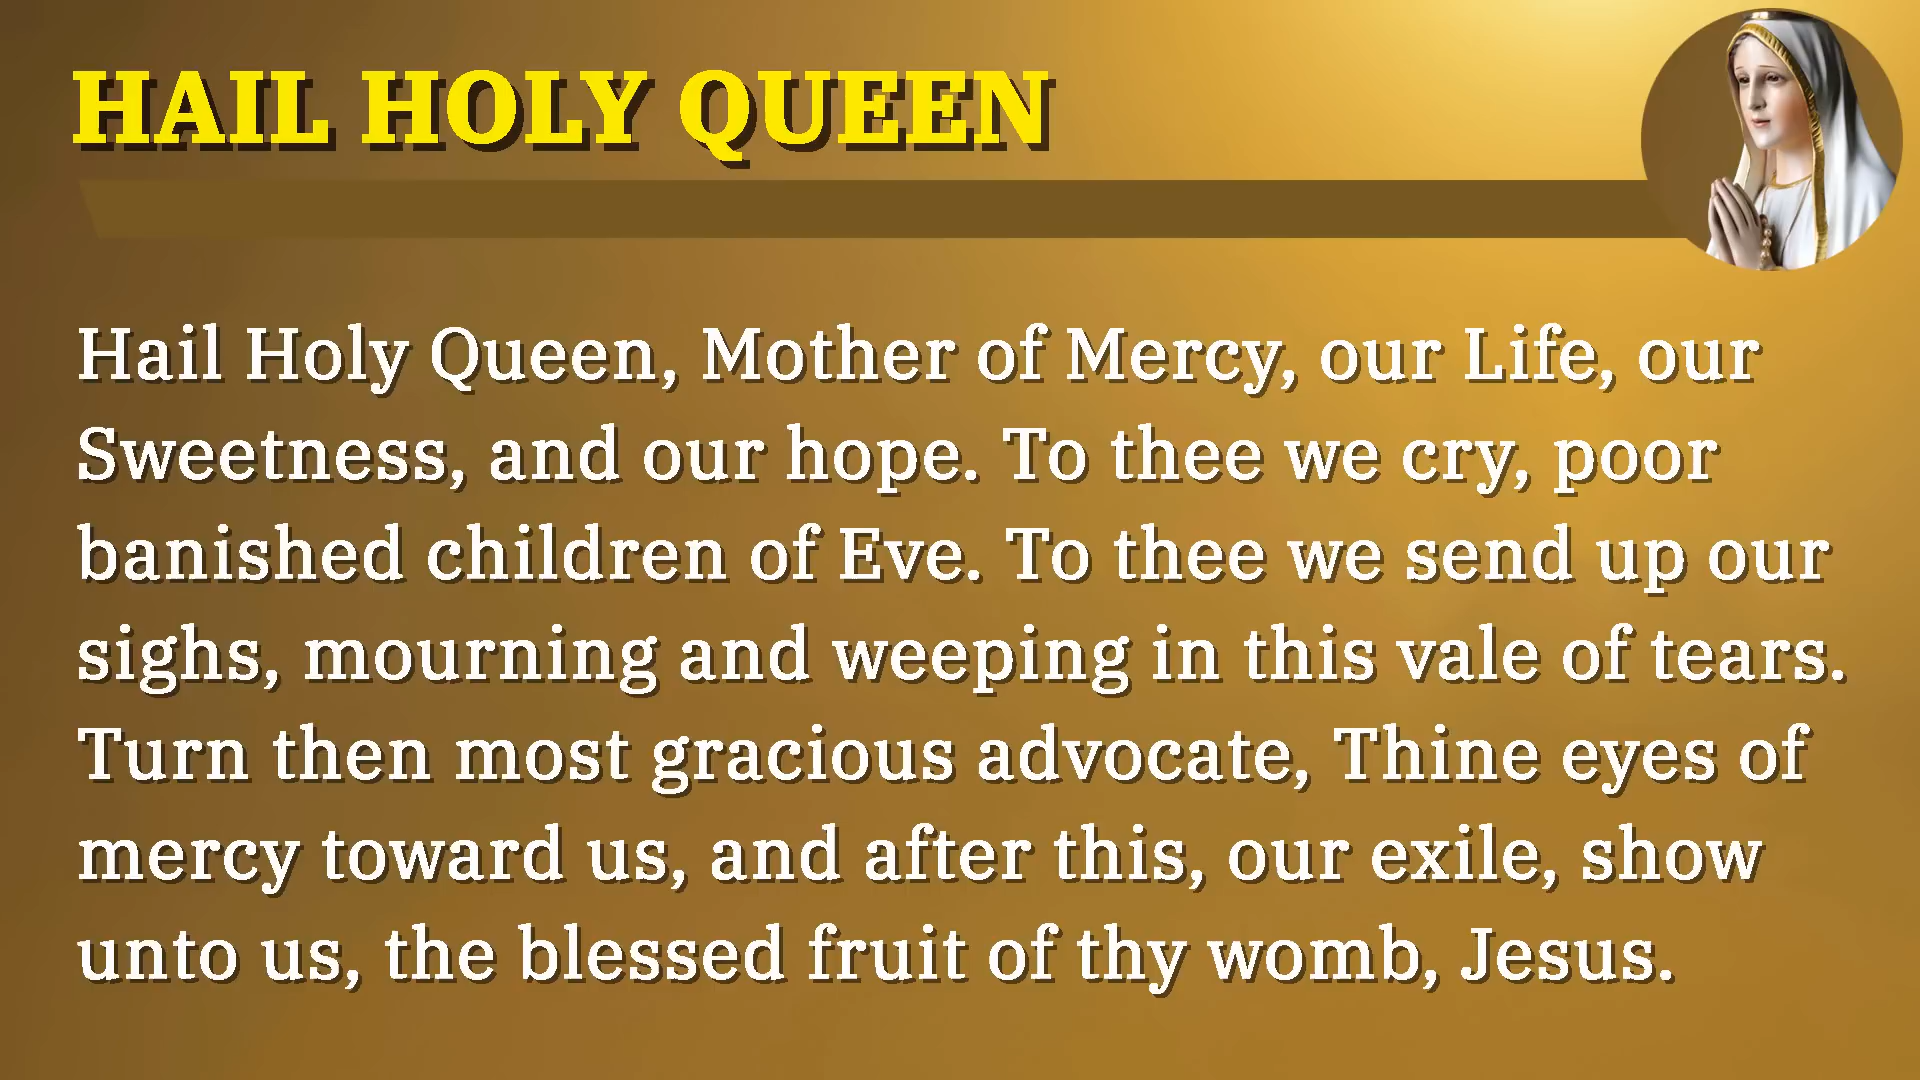 HAIL HOLY QUEEN
Hail Holy Queen, Mother of Mercy, our Life, our
Sweetness, and our hope. To thee we cry, poor
banished children of Eve. To thee we send up our
sighs, mourning and weeping in this vale of tears.
Turn then most gracious advocate, Thine eyes of
mercy toward us, and after this, our exile, show
unto us, the blessed fruit of thy womb, Jesus.